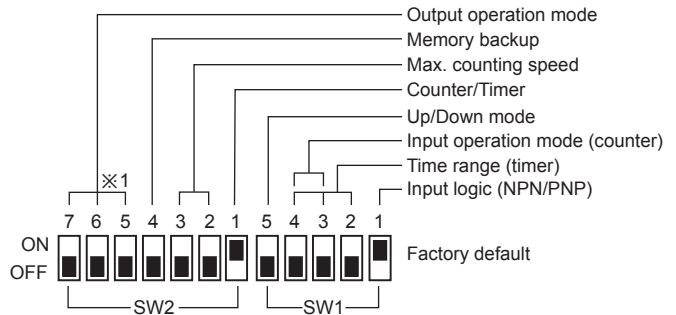 Output operation mode
Memory backup
Max. counting speed
Counter/Timer
Up/Down mode
Input operation mode (counter)
Time range (timer)
Input logic (NPN/PNP)
※1
7 6 5 4 3 2 1 5 4 3 2 1
ON
OFF
Factory default
SW2 SW1